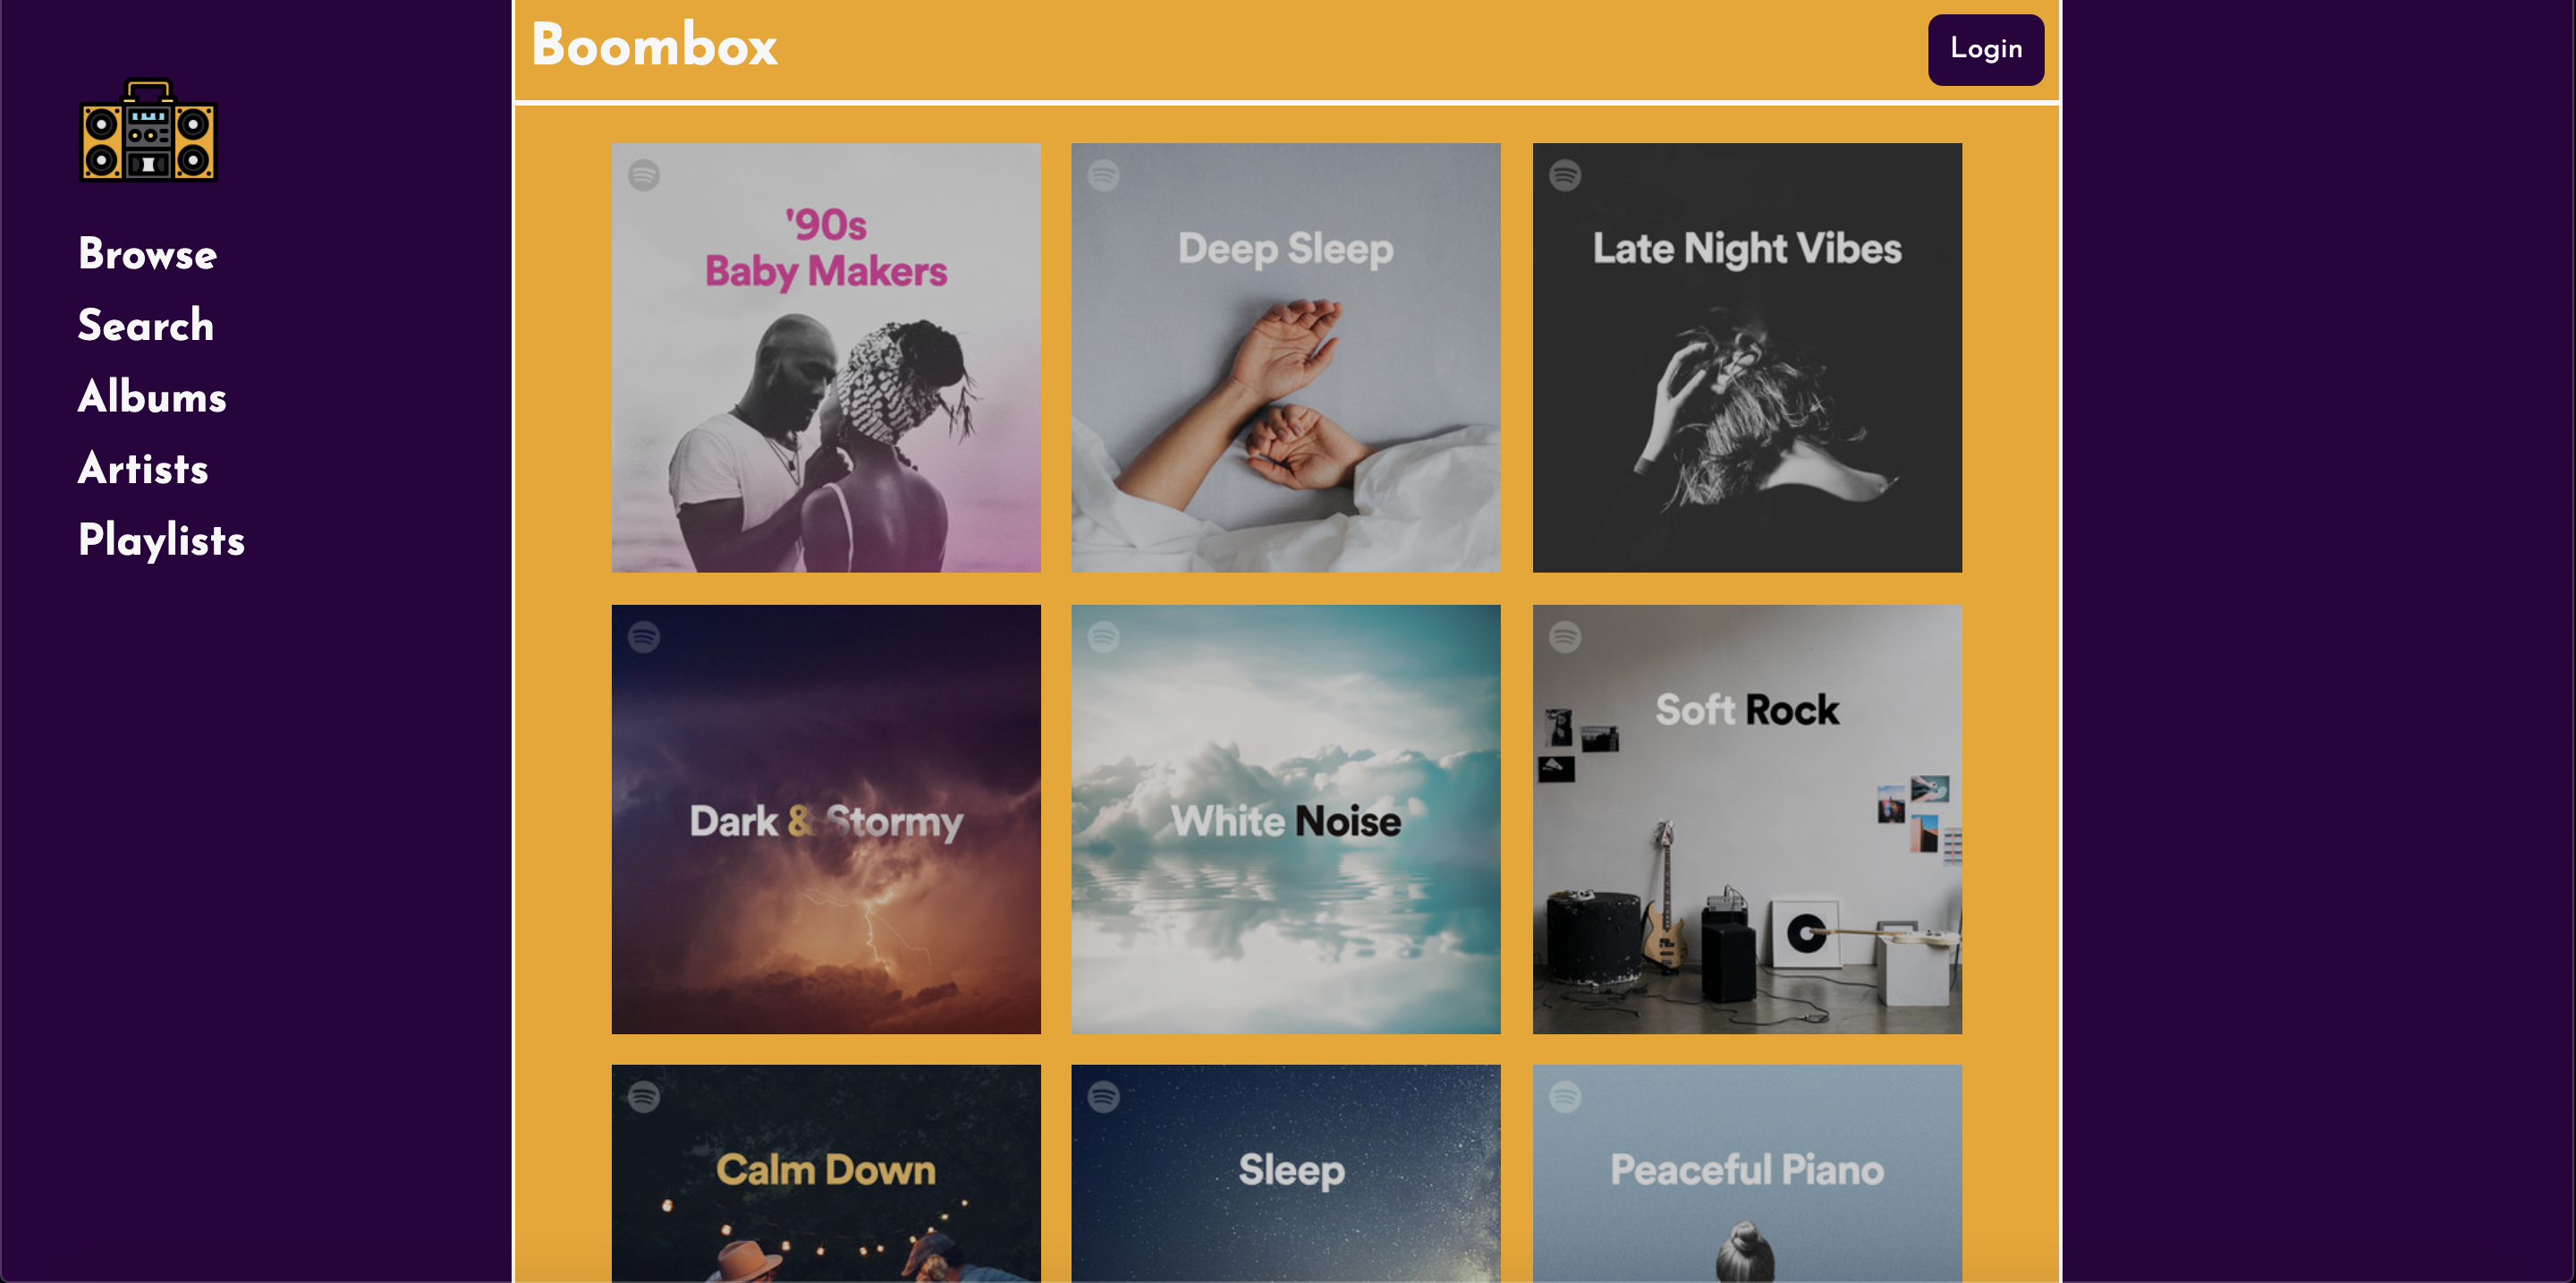 Boombox
Login
Browse
Search
Albums
Artists
Playlists
'90s
Baby Makers
Deep Sleep
Late Night Vibes
Dark & Stormy
White Noise
Soft Rock
Calm Down
Sleep
Peaceful Piano